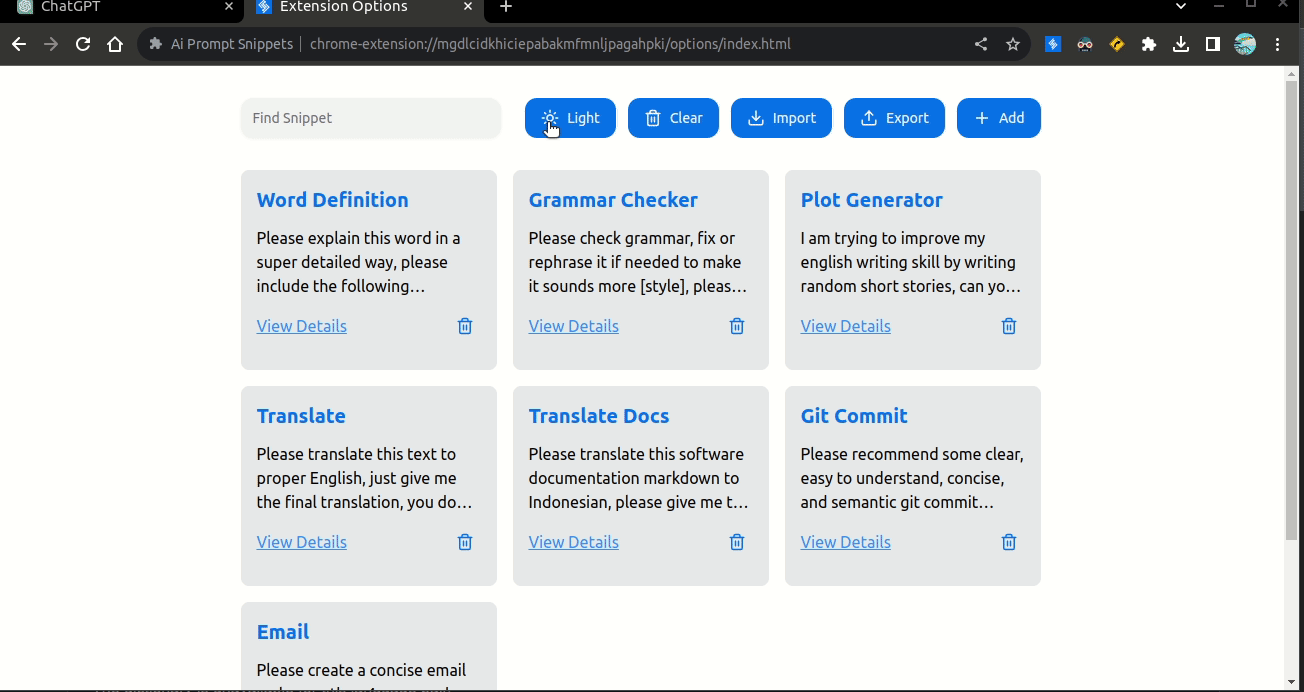 ChatGPT
Extension Options
Ai Prompt Snippets
chrome-extension://mgdlcidkhiciepabakmfmnljpagahpki/options/index.html
Find Snippet
Light
Clear
Import
Export
Add
Word Definition
Please explain this word in a
super detailed way, please
include the following...
View Details
Grammar Checker
Please check grammar, fix or
rephrase it if needed to make
it sounds more [style], pleas...
View Details
Plot Generator
I am trying to improve my
english writing skill by writing
random short stories, can yo...
View Details
Translate
Please translate this text to
proper English, just give me
the final translation, you do...
View Details
Translate Docs
Please translate this software
documentation markdown to
Indonesian, please give me t...
View Details
Git Commit
Please recommend some clear,
easy to understand, concise,
and semantic git commit...
View Details
Email
Please create a concise email